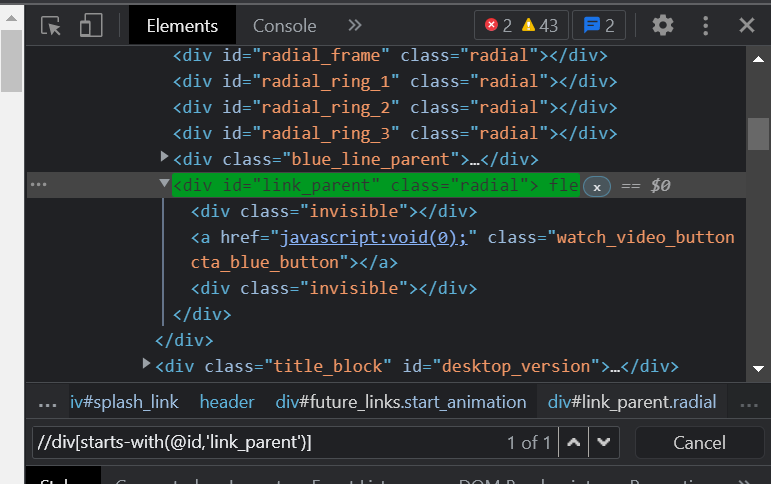 Elements Console 2 43 2
<div id="radial_frame" class="radial"></div>
<div id="radial_ring_1" class="radial"></div>
<div id="radial_ring_2" class="radial"></div>
<div id="radial_ring_3" class="radial"></div>
<div class="blue_line_parent">…</div>
<div id="link_parent" class="radial"> flex == $0
<div class="invisible"></div>
<a href="javascript:void(0);" class="watch_video_button
cta_blue_button"></a>
<div class="invisible"></div>
</div>
</div>
<div class="title_block" id="desktop_version">…</div>
... iv#splash_link header div#future_links.start_animation div#link_parent.radial ...
//div[starts-with(@id,'link_parent')] 1 of 1 Cancel